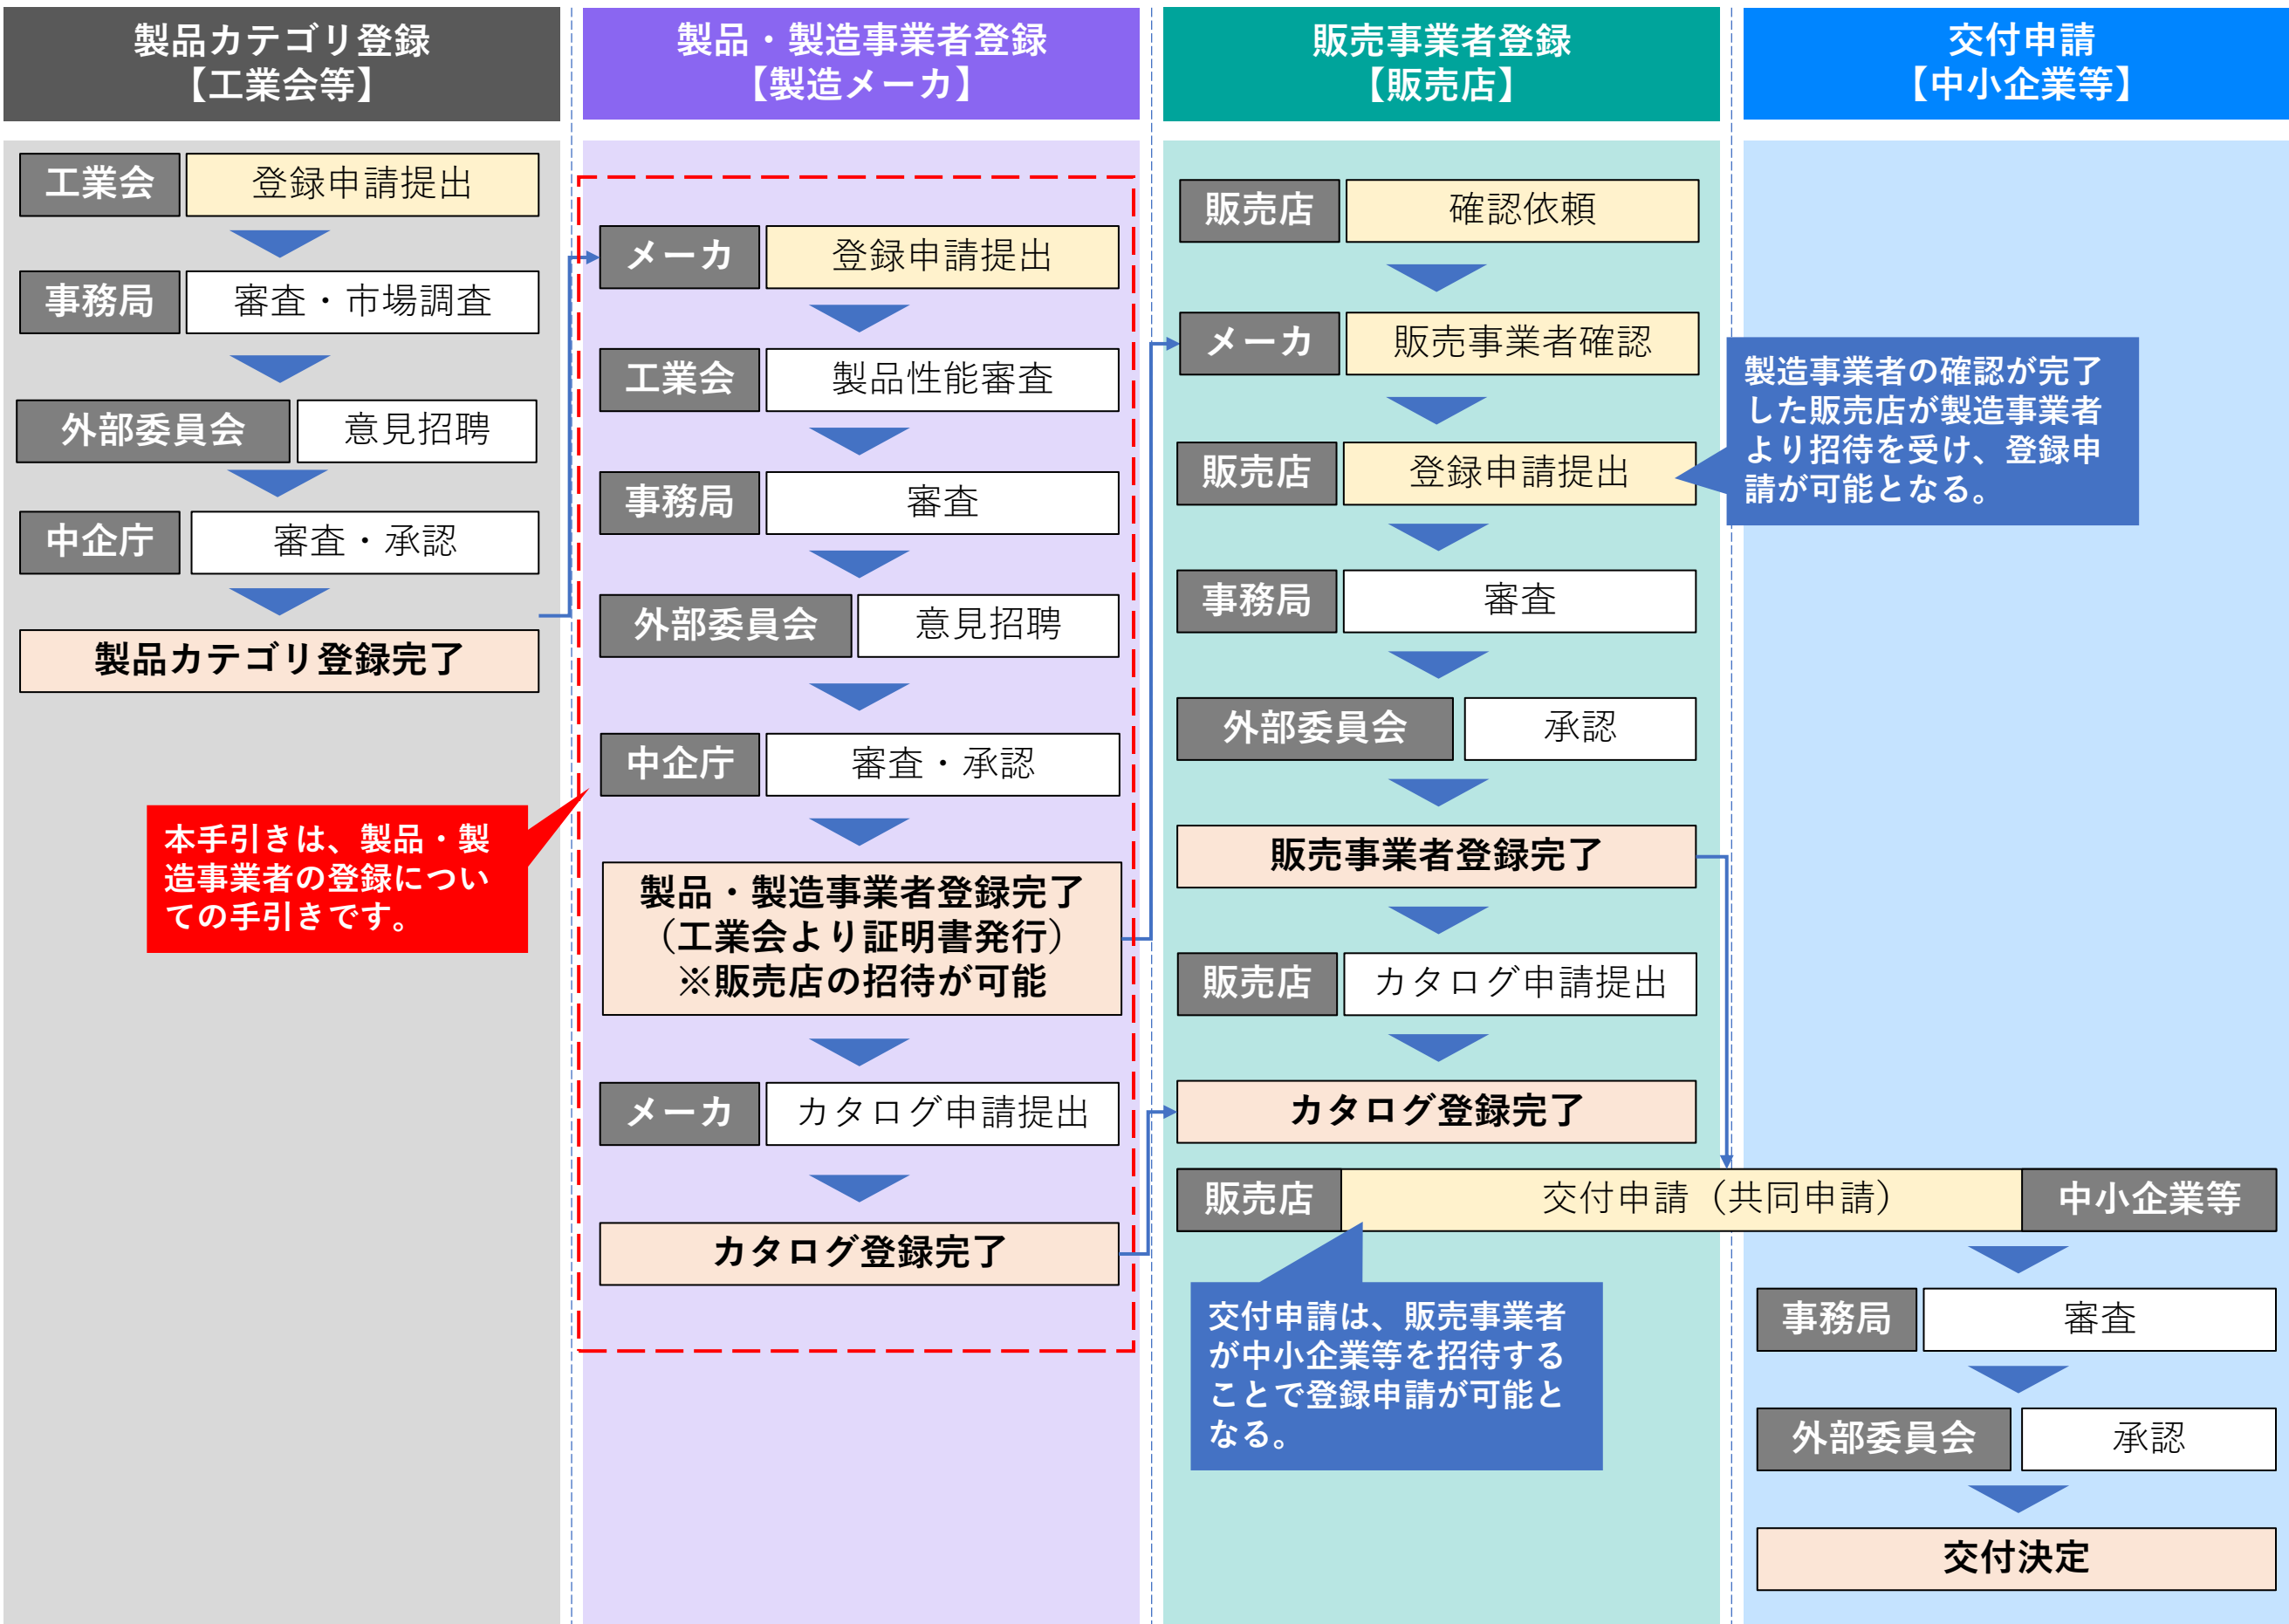 製品カテゴリ登録
【工業会等】
工業会
登録申請提出
事務局
審査・市場調査
外部委員会
意見招聘
中企庁
審査・承認
製品カテゴリ登録完了
本手引きは、製品・製
造事業者の登録につい
ての手引きです。
製品・製造事業者登録
【製造メーカ】
メーカ
登録申請提出
工業会
製品性能審査
事務局
審査
外部委員会
意見招聘
中企庁
審査・承認
製品・製造事業者登録完了
（工業会より証明書発行）
※販売店の招待が可能
メーカ
カタログ申請提出
カタログ登録完了
販売事業者登録
【販売店】
販売店
確認依頼
メーカ
販売事業者確認
販売店
登録申請提出
製造事業者の確認が完了
した販売店が製造事業者
より招待を受け、登録申
請が可能となる。
事務局
審査
外部委員会
承認
販売事業者登録完了
販売店
カタログ申請提出
カタログ登録完了
交付申請
【中小企業等】
販売店
交付申請（共同申請）
中小企業等
交付申請は、販売事業者
が中小企業等を招待する
ことで登録申請が可能と
なる。
事務局
審査
外部委員会
承認
交付決定